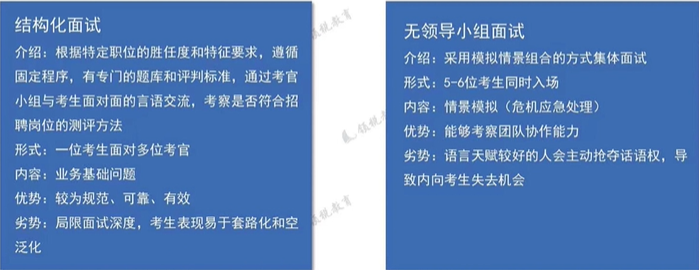 结构化面试
介绍：根据特定职位的胜任度和特征要求，遵循
固定程序，有专门的题库和评判标准，通过考官
小组与考生面对面的言语交流，考察是否符合招
聘岗位的测评方法
形式：一位考生面对多位考官
内容：业务基础问题
优势：较为规范、可靠、有效
劣势：局限面试深度，考生表现易于套路化和空
泛化
无领导小组面试
介绍：采用模拟情景组合的方式集体面试
形式：5-6位考生同时入场
内容：情景模拟（危机应急处理）
优势：能够考察团队协作能力
劣势：语言天赋较好的人会主动抢夺话语权，导
致内向考生失去机会